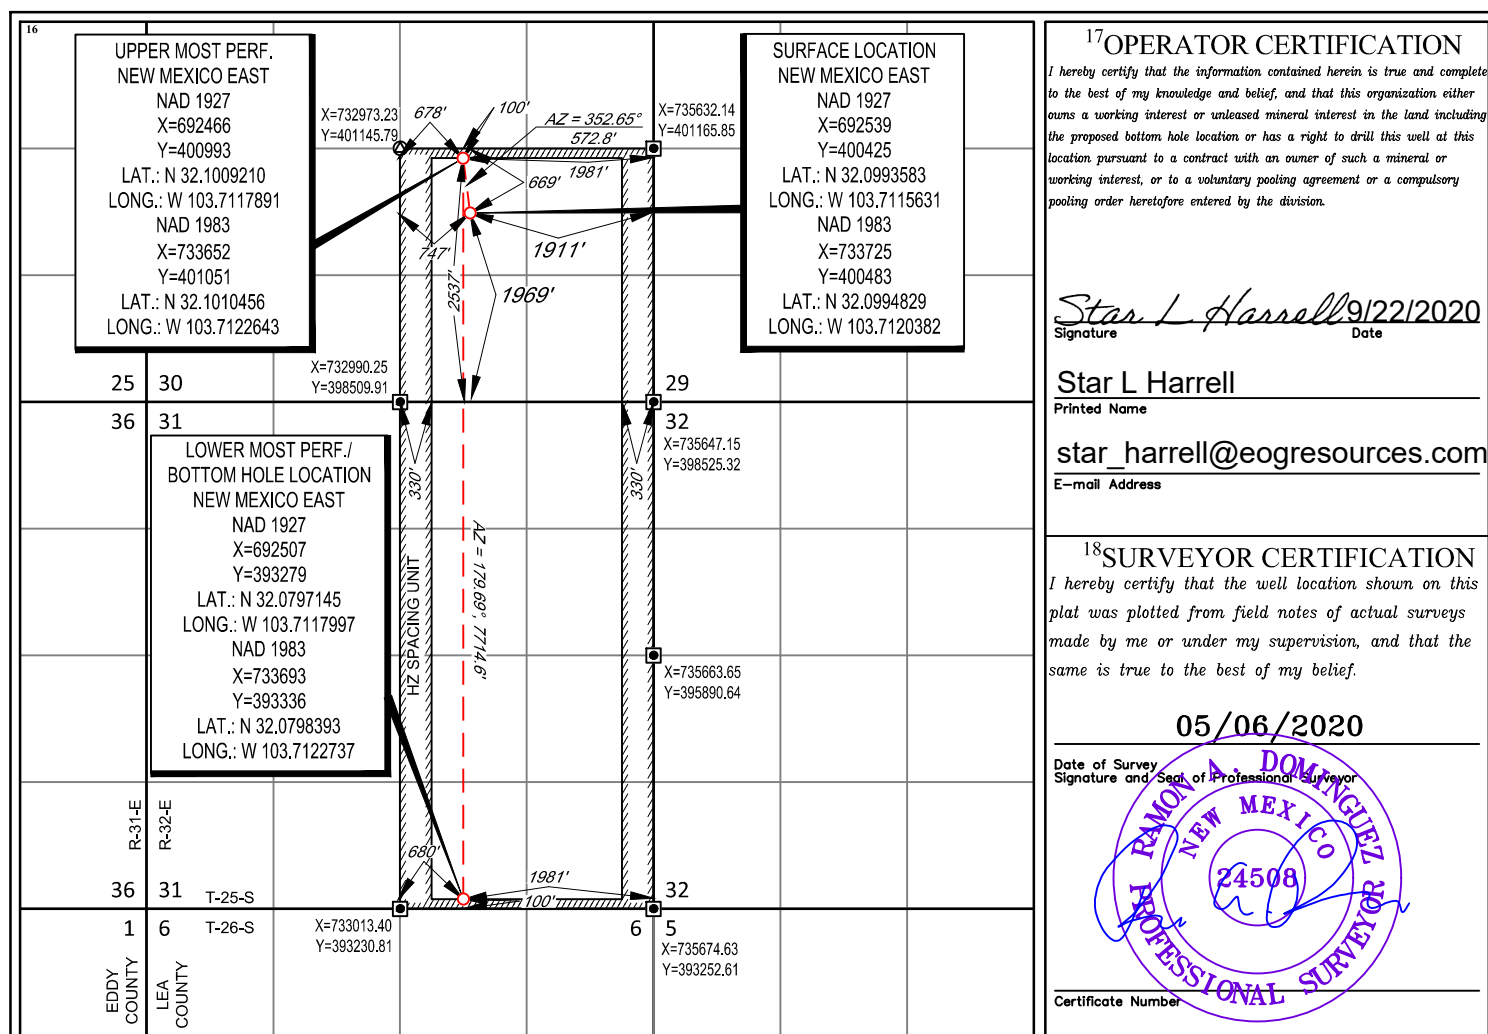 16
UPPER MOST PERF.
NEW MEXICO EAST
NAD 1927
X=692466
Y=400993
LAT.: N 32.1009210
LONG.: W 103.7117891
NAD 1983
X=733652
Y=401051
LAT.: N 32.1010456
LONG.: W 103.7122643
X=732973.23
Y=401145.79
678'
100'
AZ = 352.65°
572.8'
X=735632.14
Y=401165.85
1981'
669'
747'
1911'
2537'
1969'
SURFACE LOCATION
NEW MEXICO EAST
NAD 1927
X=692539
Y=400425
LAT.: N 32.0993583
LONG.: W 103.7115631
NAD 1983
X=733725
Y=400483
LAT.: N 32.0994829
LONG.: W 103.7120382
X=732990.25
Y=398509.91
25 30
29
36 31
32
X=735647.15
Y=398525.32
330'
330'
LOWER MOST PERF./
BOTTOM HOLE LOCATION
NEW MEXICO EAST
NAD 1927
X=692507
Y=393279
LAT.: N 32.0797145
LONG.: W 103.7117997
NAD 1983
X=733693
Y=393336
LAT.: N 32.0798393
LONG.: W 103.7122737
HZ SPACING UNIT
AZ = 179.69°, 7714.6'
X=735663.65
Y=395890.64
R-31-E
R-32-E
680'
1981'
100'
36 31
T-25-S
32
1 6
T-26-S
6 5
X=733013.40
Y=393230.81
X=735674.63
Y=393252.61
EDDY
COUNTY
LEA
COUNTY
17OPERATOR CERTIFICATION
I hereby certify that the information contained herein is true and complete
to the best of my knowledge and belief, and that this organization either
owns a working interest or unleased mineral interest in the land including
the proposed bottom hole location or has a right to drill this well at this
location pursuant to a contract with an owner of such a mineral or
working interest, or to a voluntary pooling agreement or a compulsory
pooling order heretofore entered by the division.
Star L Harrell 9/22/2020
Signature Date
Star L Harrell
Printed Name
star_harrell@eogresources.com
E-mail Address
18SURVEYOR CERTIFICATION
I hereby certify that the well location shown on this
plat was plotted from field notes of actual surveys
made by me or under my supervision, and that the
same is true to the best of my belief.
05/06/2020
Date of Survey
Signature and Seal of Professional Surveyor
RAMON A. DOMINGUEZ
NEW MEXICO
24508
PROFESSIONAL SURVEYOR
Certificate Number